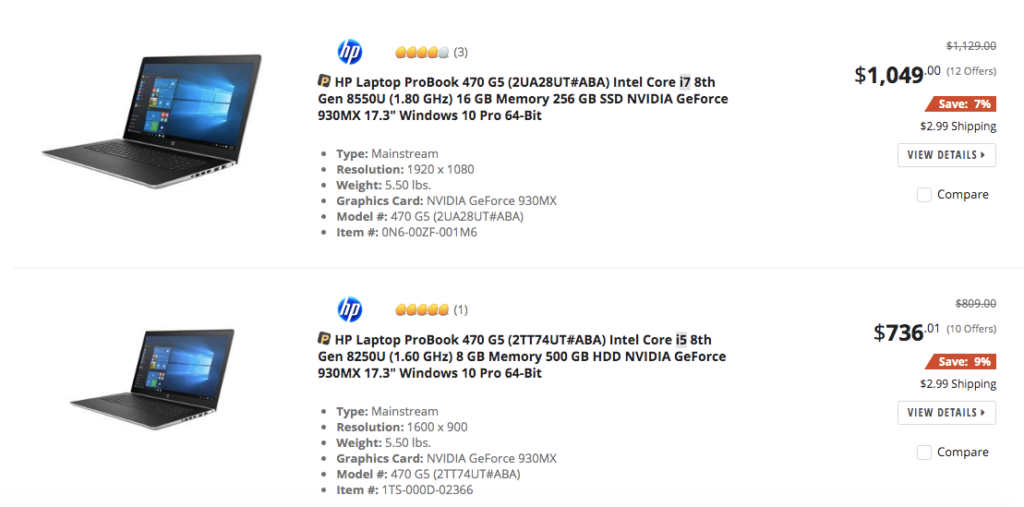 hp
(3)
$1,129.00
P HP Laptop ProBook 470 G5 (2UA28UT#ABA) Intel Core i7 8th
Gen 8550U (1.80 GHz) 16 GB Memory 256 GB SSD NVIDIA GeForce
930MX 17.3" Windows 10 Pro 64-Bit
$1,049.00 (12 Offers)
Save: 7%
$2.99 Shipping
VIEW DETAILS
Compare
Type: Mainstream
Resolution: 1920 x 1080
Weight: 5.50 lbs.
Graphics Card: NVIDIA GeForce 930MX
Model #: 470 G5 (2UA28UT#ABA)
Item #: 0N6-00ZF-001M6
hp
(1)
$809.00
P HP Laptop ProBook 470 G5 (2TT74UT#ABA) Intel Core i5 8th
Gen 8250U (1.60 GHz) 8 GB Memory 500 GB HDD NVIDIA GeForce
930MX 17.3" Windows 10 Pro 64-Bit
$736.01 (10 Offers)
Save: 9%
$2.99 Shipping
VIEW DETAILS
Compare
Type: Mainstream
Resolution: 1600 x 900
Weight: 5.50 lbs.
Graphics Card: NVIDIA GeForce 930MX
Model #: 470 G5 (2TT74UT#ABA)
Item #: 1TS-000D-02366